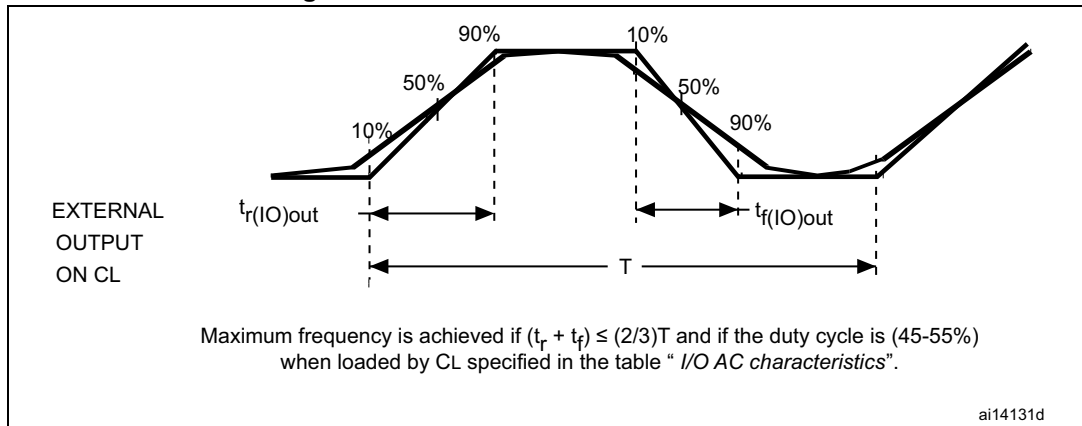 90%
10%
50%
50%
10%
90%
EXTERNAL
OUTPUT
ON CL
tr(IO)out
tf(IO)out
T
Maximum frequency is achieved if (tr + tf) ≤ (2/3)T and if the duty cycle is (45-55%)
when loaded by CL specified in the table “ I/O AC characteristics”.
ai14131d